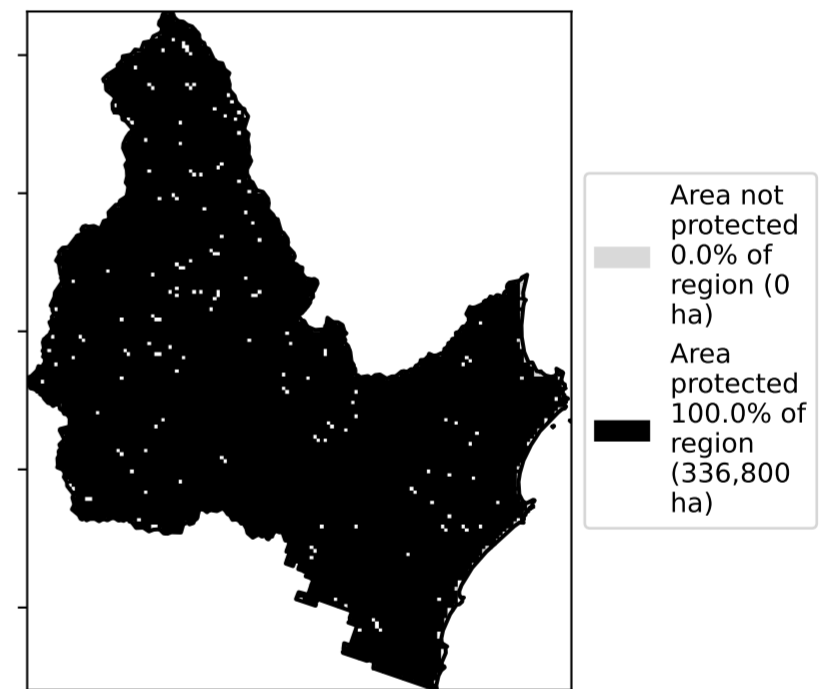 Area not
protected
0.0% of
region (0
ha)
Area
protected
100.0% of
region
(336,800
ha)